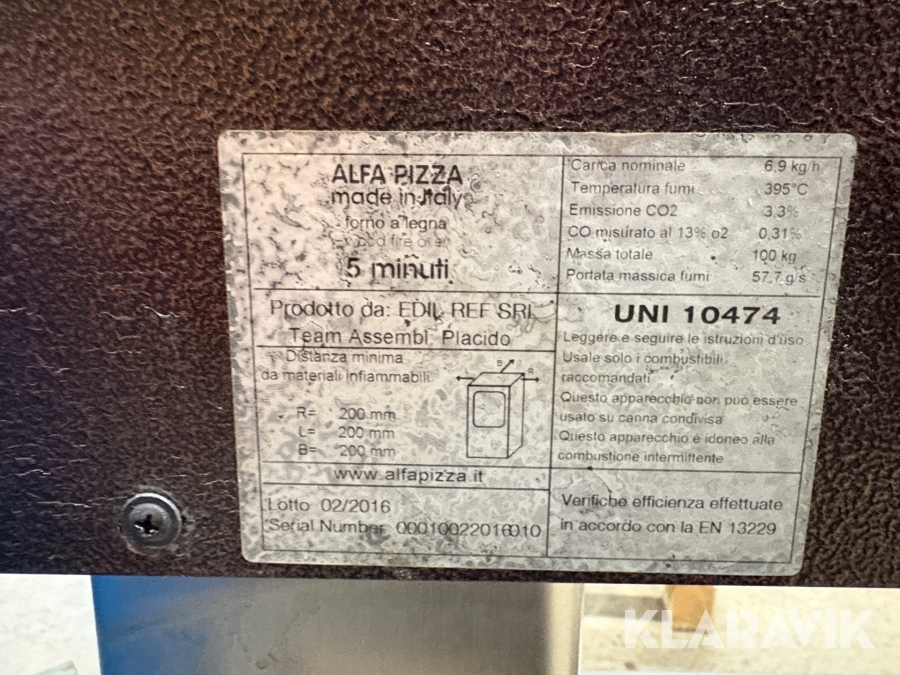 ALFA PIZZA
made in Italy
forno a legna
wood fire oven
5 minuti
Prodotto da: EDIL REF SRL
Team Assembl. Placido
Distanza minima
da materiali infiammabili
R= 200 mm
L= 200 mm
B= 200 mm
B
R
www.alfapizza.it
Lotto 02/2016
Serial Number 00010022016010
Carica nominale 6,9 kg/h
Temperatura fumi 395°C
Emissione CO2 3,3%
CO misurato al 13% o2 0,31%
Massa totale 100 kg
Portata massica fumi 57,7 g/s
UNI 10474
Leggere e seguire le istruzioni d'uso
Usale solo i combustibili
raccomandati
Questo apparecchio non può essere
usato su canna condivisa
Questo apparecchio è idoneo alla
combustione intermittente
Verifiche efficienza effettuate
in accordo con la EN 13229
KLARAVIK